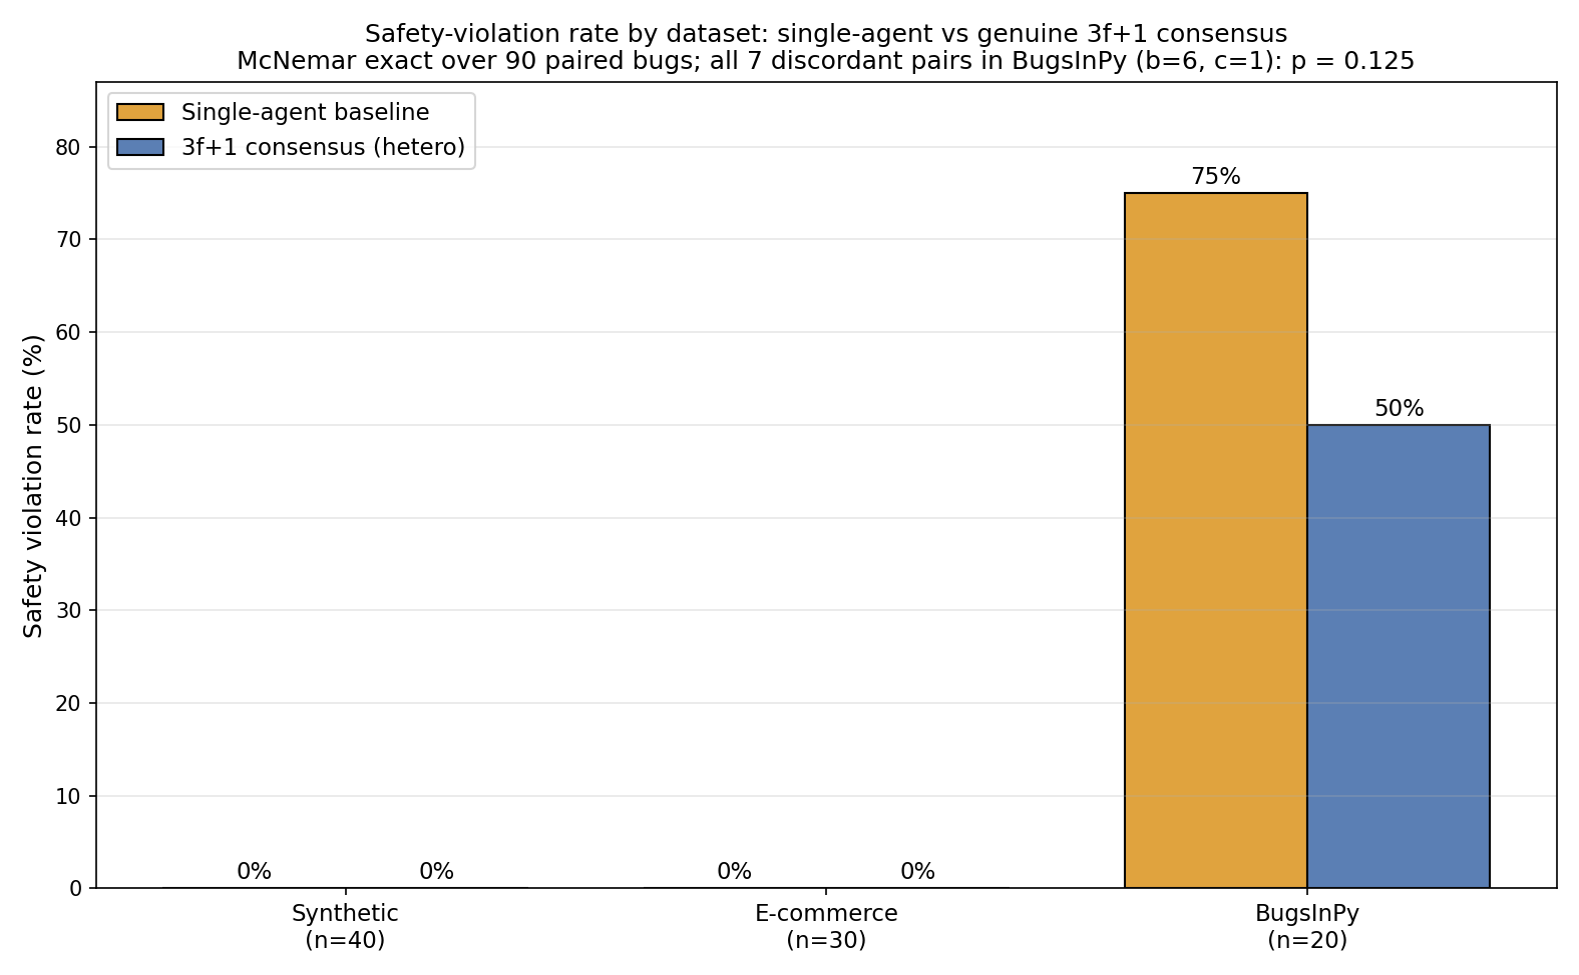 Safety-violation rate by dataset: single-agent vs genuine 3f+1 consensus
McNemar exact over 90 paired bugs; all 7 discordant pairs in BugsInPy (b=6, c=1): p = 0.125
Single-agent baseline
3f+1 consensus (hetero)
Safety violation rate (%)
80
70
60
50
40
30
20
10
0
75%
50%
0%
0%
0%
0%
Synthetic
(n=40)
E-commerce
(n=30)
BugsInPy
(n=20)